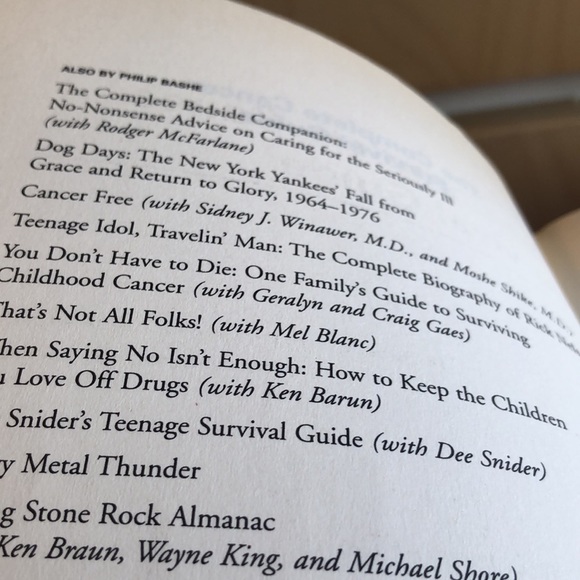 ALSO BY PHILIP BASHE
The Complete Bedside Companion:
No-Nonsense Advice on Caring for the Seriously Ill
(with Rodger McFarlane)
Dog Days: The New York Yankees' Fall from
Grace and Return to Glory, 1964–1976
Cancer Free (with Sidney J. Winawer, M.D., and Moshe Shike, M.D.)
Teenage Idol, Travelin' Man: The Complete Biography of Rick
You Don't Have to Die: One Family's Guide to Surviving
Childhood Cancer (with Geralyn and Craig Gaes)
That's Not All Folks! (with Mel Blanc)
hen Saying No Isn't Enough: How to Keep the Children
u Love Off Drugs (with Ken Barun)
Snider's Teenage Survival Guide (with Dee Snider)
y Metal Thunder
g Stone Rock Almanac
Ken Braun, Wayne King, and Michael Shore)